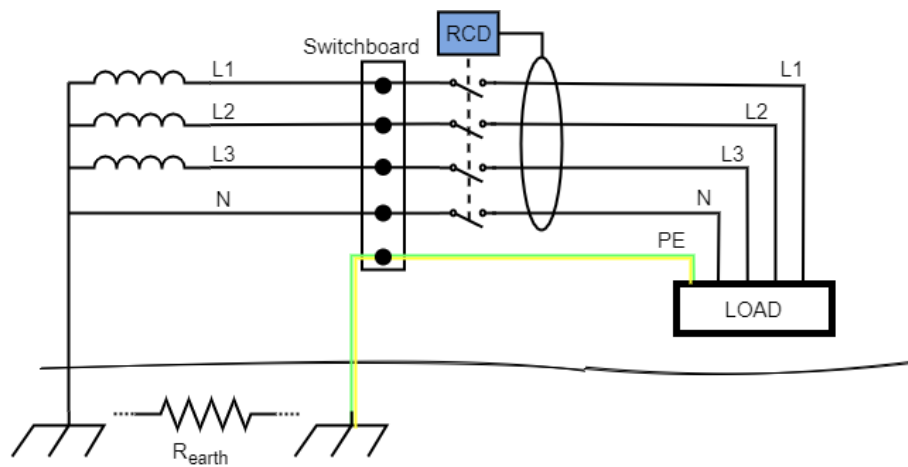 RCD
Switchboard
L1
L1
L2
L2
L3
L3
N
N
PE
LOAD
Rearth